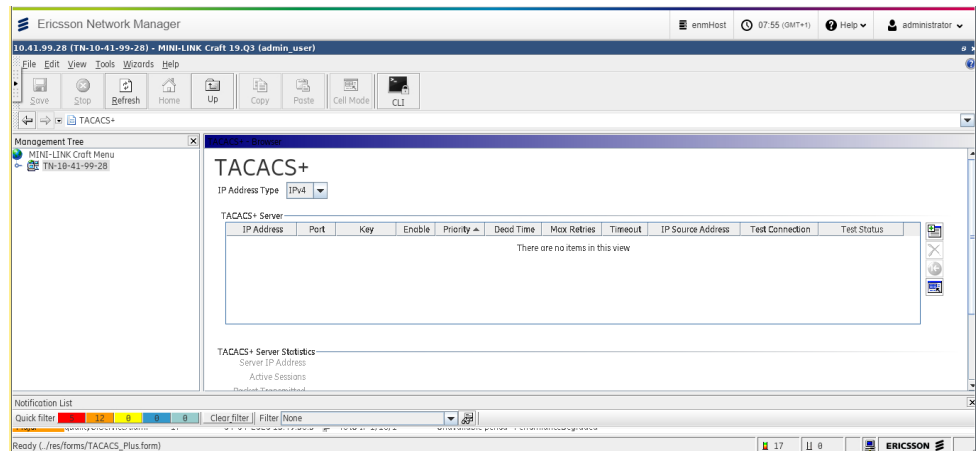 Ericsson Network Manager
enmHost
07:55 (GMT+1)
Help
administrator
10.41.99.28 (TN-10-41-99-28) - MINI-LINK Craft 19.Q3 (admin_user)
File Edit View Tools Wizards Help
Save Stop Refresh Home Up Copy Paste Cell Mode CLI
TACACS+
Management Tree
TACACS+ - Browser
MINI-LINK Craft Menu
TN-10-41-99-28
TACACS+
IP Address Type IPv4
TACACS+ Server
IP Address Port Key Enable Priority Dead Time Max Retries Timeout IP Source Address Test Connection Test Status
There are no items in this view
TACACS+ Server Statistics
Server IP Address
Active Sessions
Packet Transmitted
Notification List
Quick filter 12 0 0 0 Clear filter Filter None
Ready (../res/forms/TACACS_Plus.form)
17 0 ERICSSON